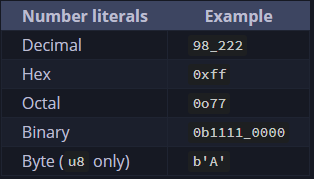 Number literals Example
Decimal 98_222
Hex 0xff
Octal 0o77
Binary 0b1111_0000
Byte (u8 only) b'A'